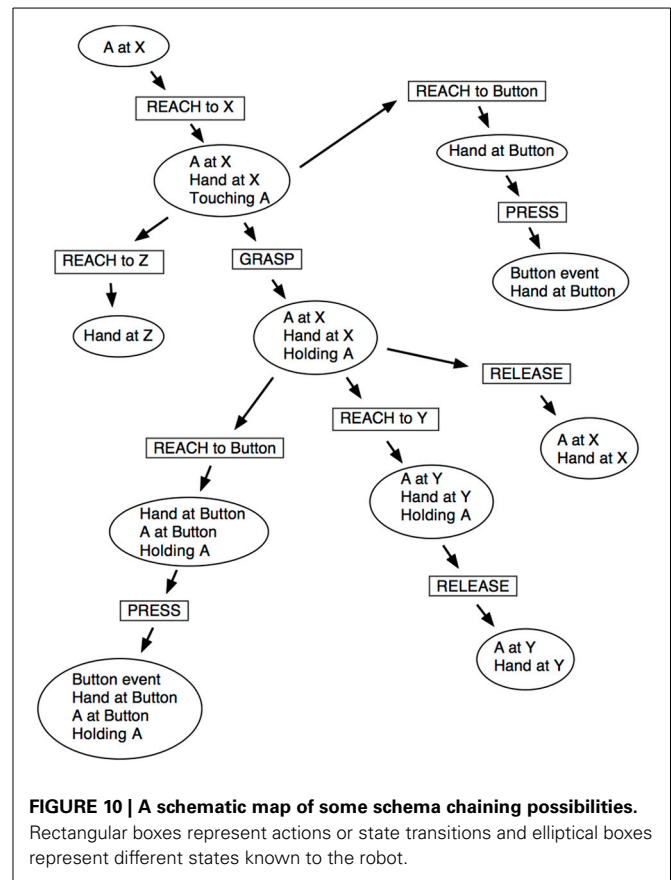 A at X
REACH to X
REACH to Button
A at X
Hand at X
Touching A
Hand at Button
PRESS
REACH to Z
GRASP
Button event
Hand at Button
Hand at Z
A at X
Hand at X
Holding A
RELEASE
REACH to Y
REACH to Button
A at X
Hand at X
A at Y
Hand at Y
Holding A
Hand at Button
A at Button
Holding A
RELEASE
PRESS
A at Y
Hand at Y
Button event
Hand at Button
A at Button
Holding A
FIGURE 10 | A schematic map of some schema chaining possibilities.
Rectangular boxes represent actions or state transitions and elliptical boxes
represent different states known to the robot.